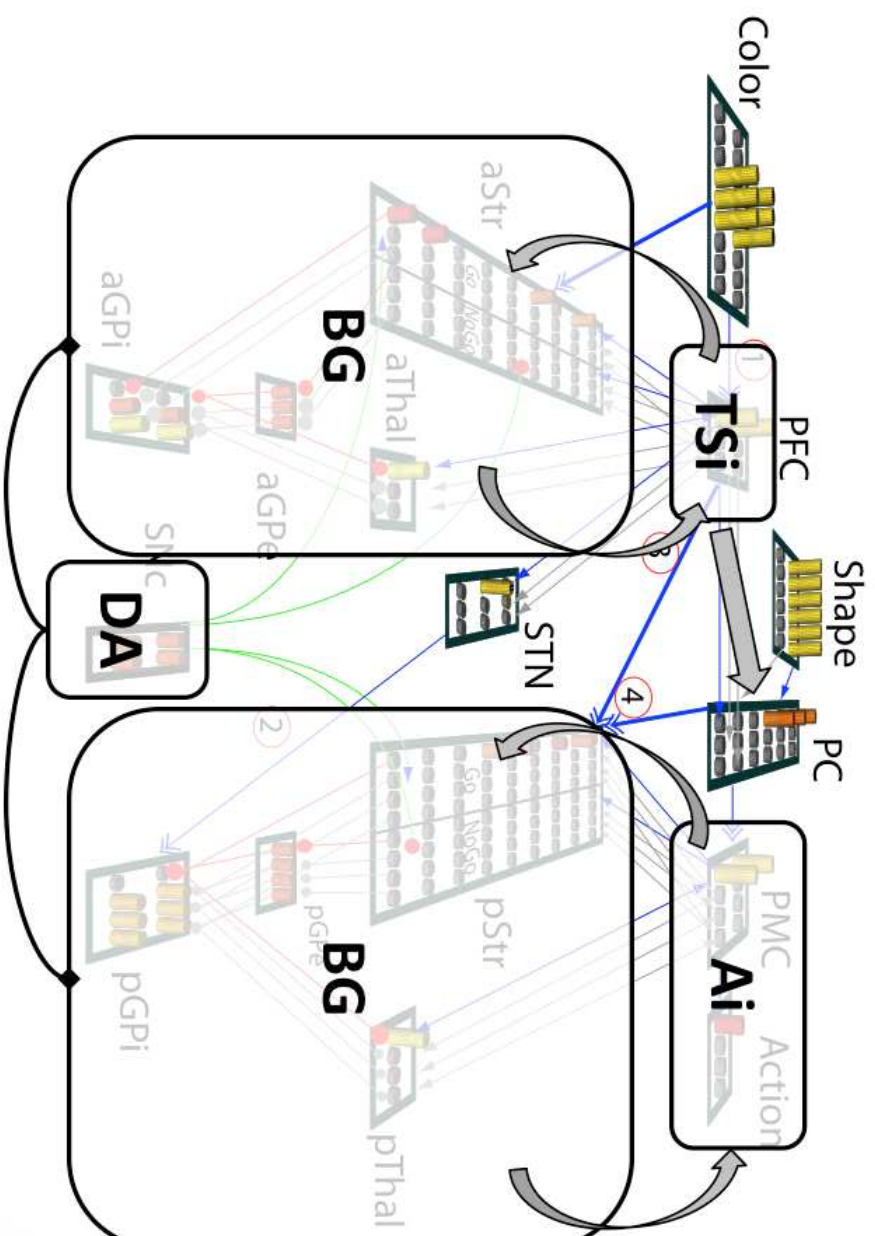 Color
PFC
Shape
PC
1
TSi
3
4
STN
PMC
Action
Ai
aStr
Go
NoGo
BG
aThal
aGPi
aGPe
SNc
DA
2
pStr
Go
NoGo
BG
pGPe
pGPi
pThal